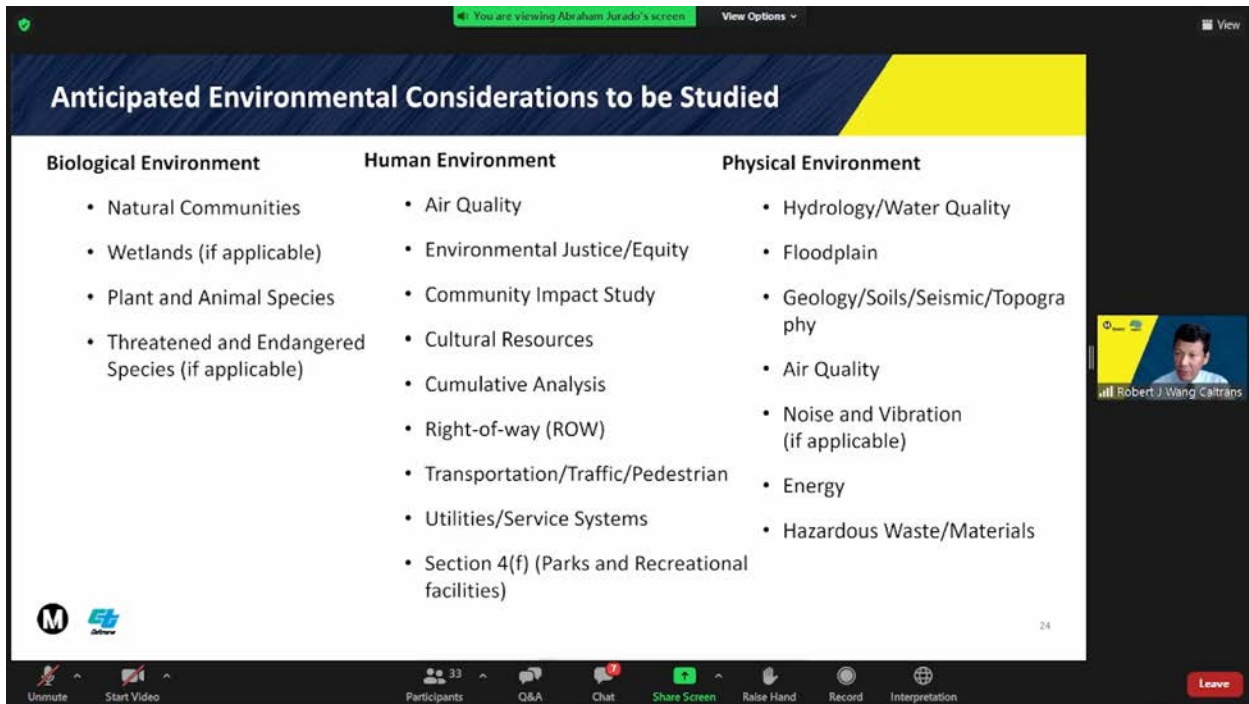 You are viewing Abraham Jurado's screen
View Options
View
Anticipated Environmental Considerations to be Studied
Biological Environment
• Natural Communities
• Wetlands (if applicable)
• Plant and Animal Species
• Threatened and Endangered
Species (if applicable)
Human Environment
• Air Quality
• Environmental Justice/Equity
• Community Impact Study
• Cultural Resources
• Cumulative Analysis
• Right-of-way (ROW)
• Transportation/Traffic/Pedestrian
• Utilities/Service Systems
• Section 4(f) (Parks and Recreational
facilities)
Physical Environment
• Hydrology/Water Quality
• Floodplain
• Geology/Soils/Seismic/Topogra
phy
• Air Quality
• Noise and Vibration
(if applicable)
• Energy
• Hazardous Waste/Materials
Robert J Wang Caltrans
M
Caltrans
24
Unmute
Start Video
33
Participants
Q&A
7
Chat
Share Screen
Raise Hand
Record
Interpretation
Leave